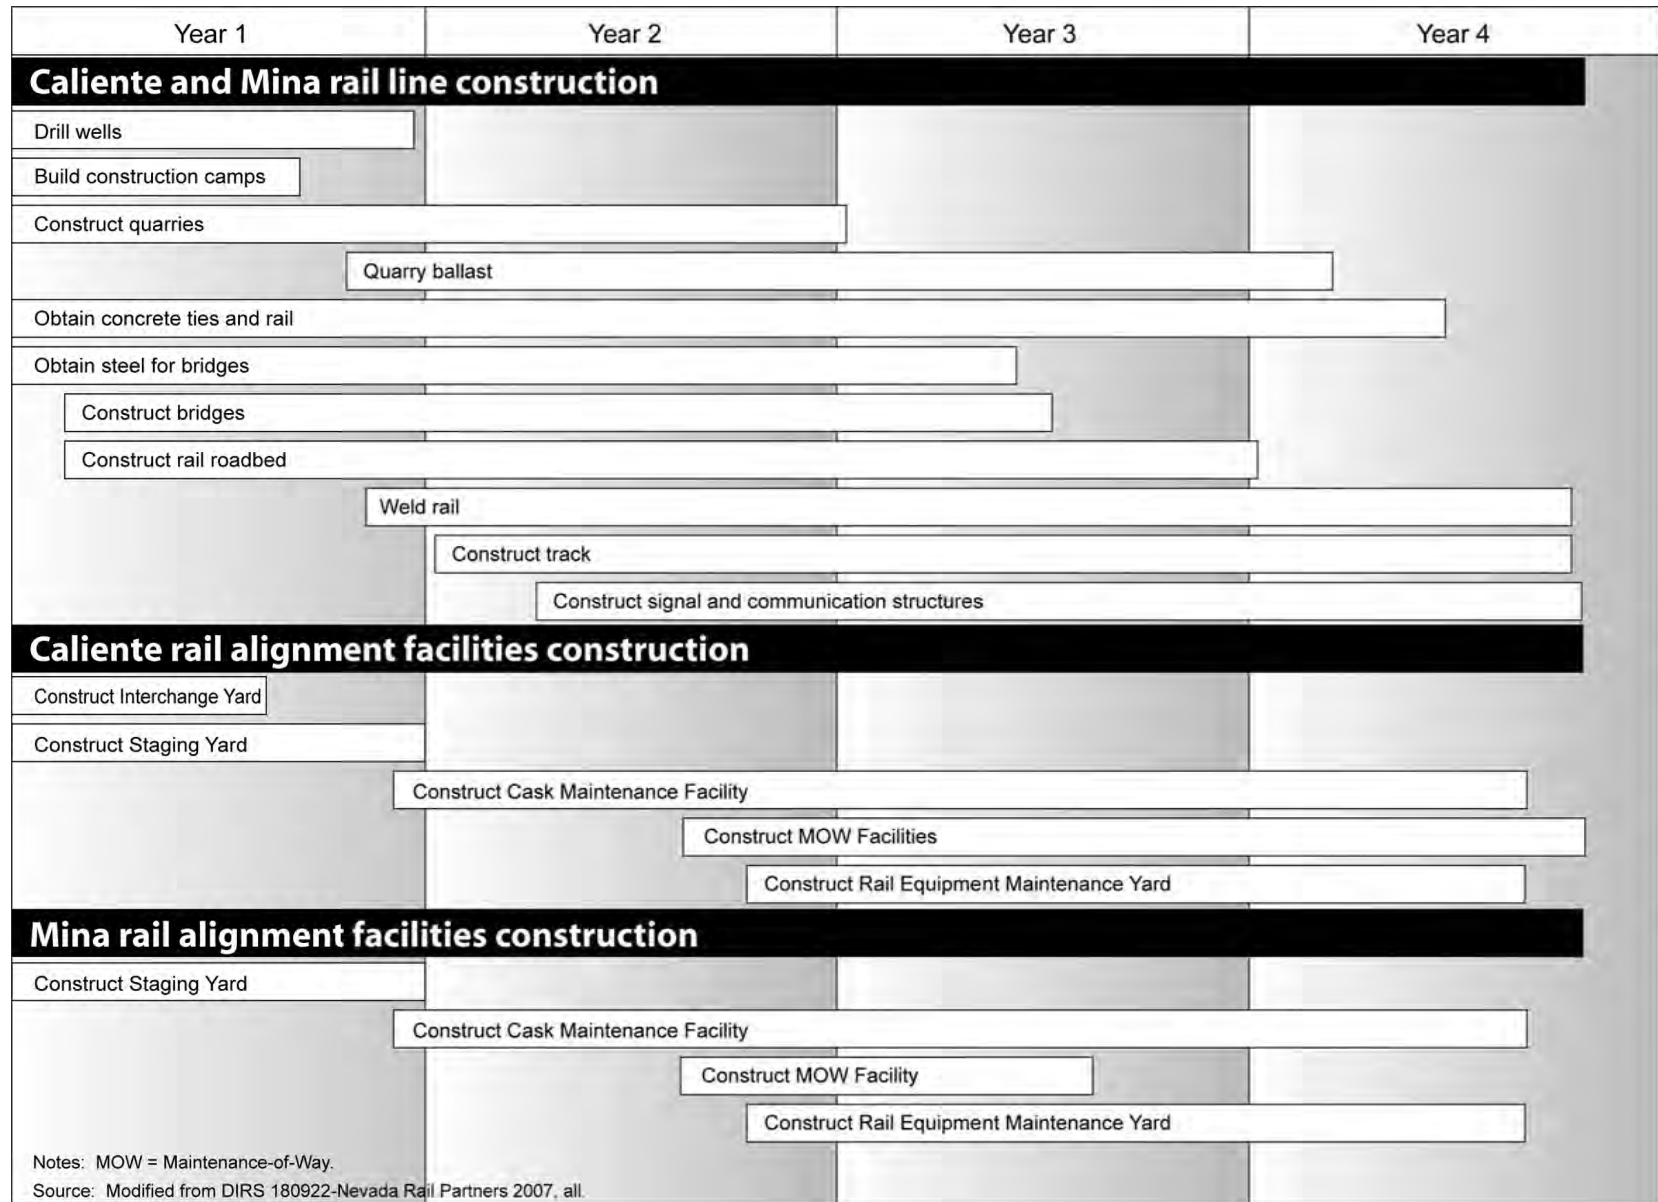 Year 1 Year 2 Year 3 Year 4
Caliente and Mina rail line construction
Drill wells
Build construction camps
Construct quarries
Quarry ballast
Obtain concrete ties and rail
Obtain steel for bridges
Construct bridges
Construct rail roadbed
Weld rail
Construct track
Construct signal and communication structures
Caliente rail alignment facilities construction
Construct Interchange Yard
Construct Staging Yard
Construct Cask Maintenance Facility
Construct MOW Facilities
Construct Rail Equipment Maintenance Yard
Mina rail alignment facilities construction
Construct Staging Yard
Construct Cask Maintenance Facility
Construct MOW Facility
Construct Rail Equipment Maintenance Yard
Notes: MOW = Maintenance-of-Way.
Source: Modified from DIRS 180922-Nevada Rail Partners 2007, all.